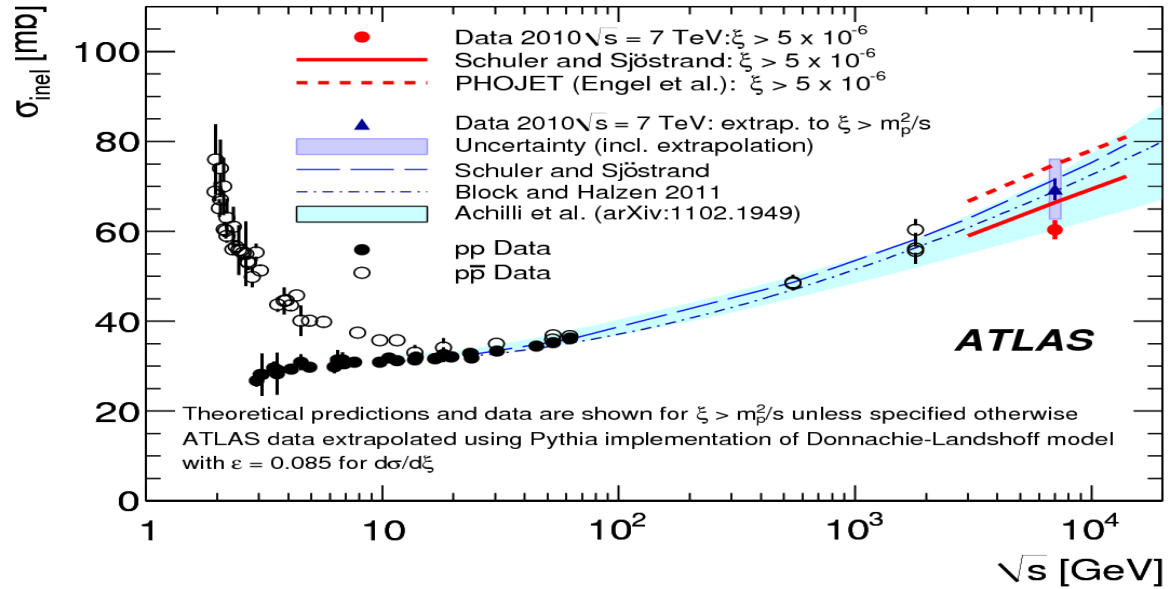 σinel [mb]
100
80
60
40
20
0
Data 2010√s = 7 TeV:ξ > 5 x 10⁻⁶
Schuler and Sjöstrand: ξ > 5 x 10⁻⁶
PHOJET (Engel et al.): ξ > 5 x 10⁻⁶
Data 2010√s = 7 TeV: extrap. to ξ > m²p/s
Uncertainty (incl. extrapolation)
Schuler and Sjöstrand
Block and Halzen 2011
Achilli et al. (arXiv:1102.1949)
pp Data
pp̅ Data
ATLAS
Theoretical predictions and data are shown for ξ > m²p/s unless specified otherwise
ATLAS data extrapolated using Pythia implementation of Donnachie-Landshoff model
with ε = 0.085 for dσ/dξ
1 10 10² 10³ 10⁴
√s [GeV]